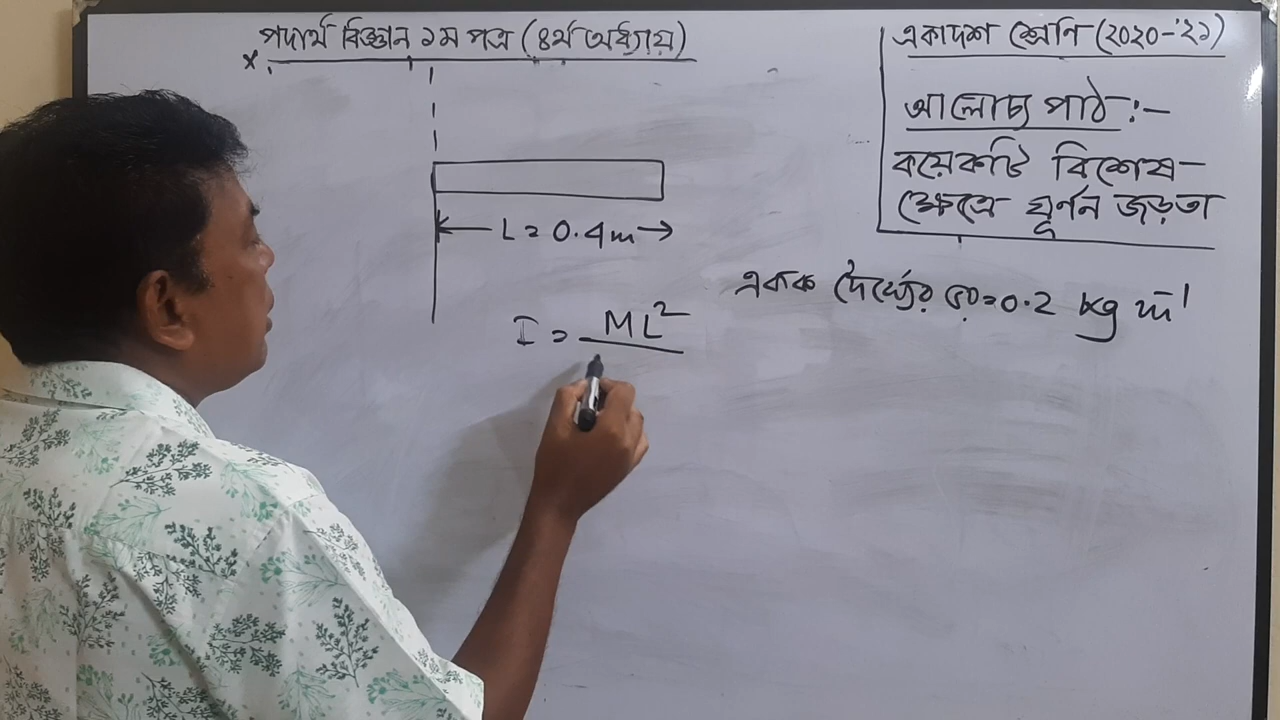 পদার্থ বিজ্ঞান ১ম পত্র (৪র্থ অধ্যায়)
x
একাদশ শ্রেণি (২০২০-'২১)
আলোচ্য পাঠ :-
কয়েকটি বিশেষ-
ক্ষেত্রে ঘূর্ণন জড়তা
L = 0.4m
একক দৈর্ঘ্যের ভর = 0.2 kg m⁻¹
I = ML²